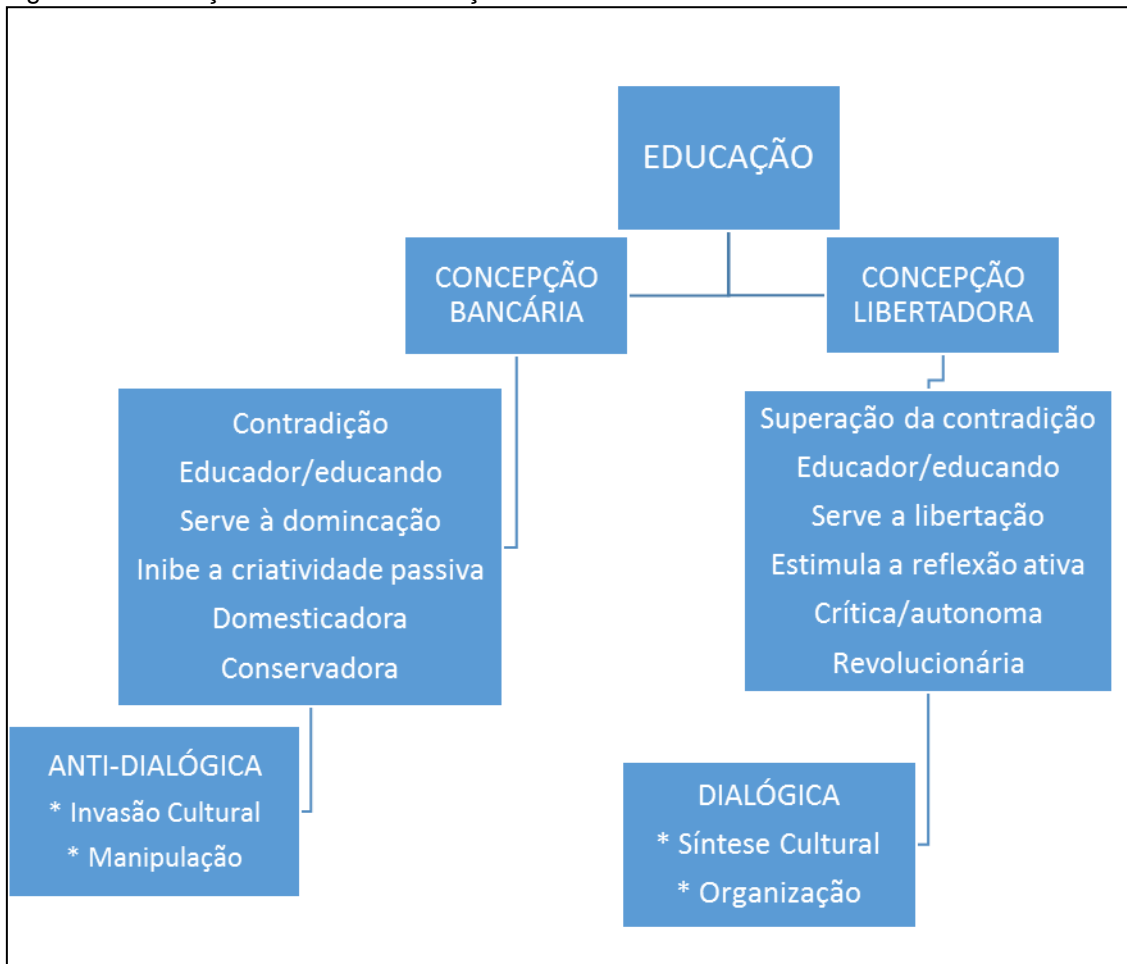 EDUCAÇÃO
CONCEPÇÃO
BANCÁRIA
CONCEPÇÃO
LIBERTADORA
Contradição
Educador/educando
Serve à domincação
Inibe a criatividade passiva
Domesticadora
Conservadora
Superação da contradição
Educador/educando
Serve a libertação
Estimula a reflexão ativa
Crítica/autonoma
Revolucionária
ANTI-DIALÓGICA
* Invasão Cultural
* Manipulação
DIALÓGICA
* Síntese Cultural
* Organização